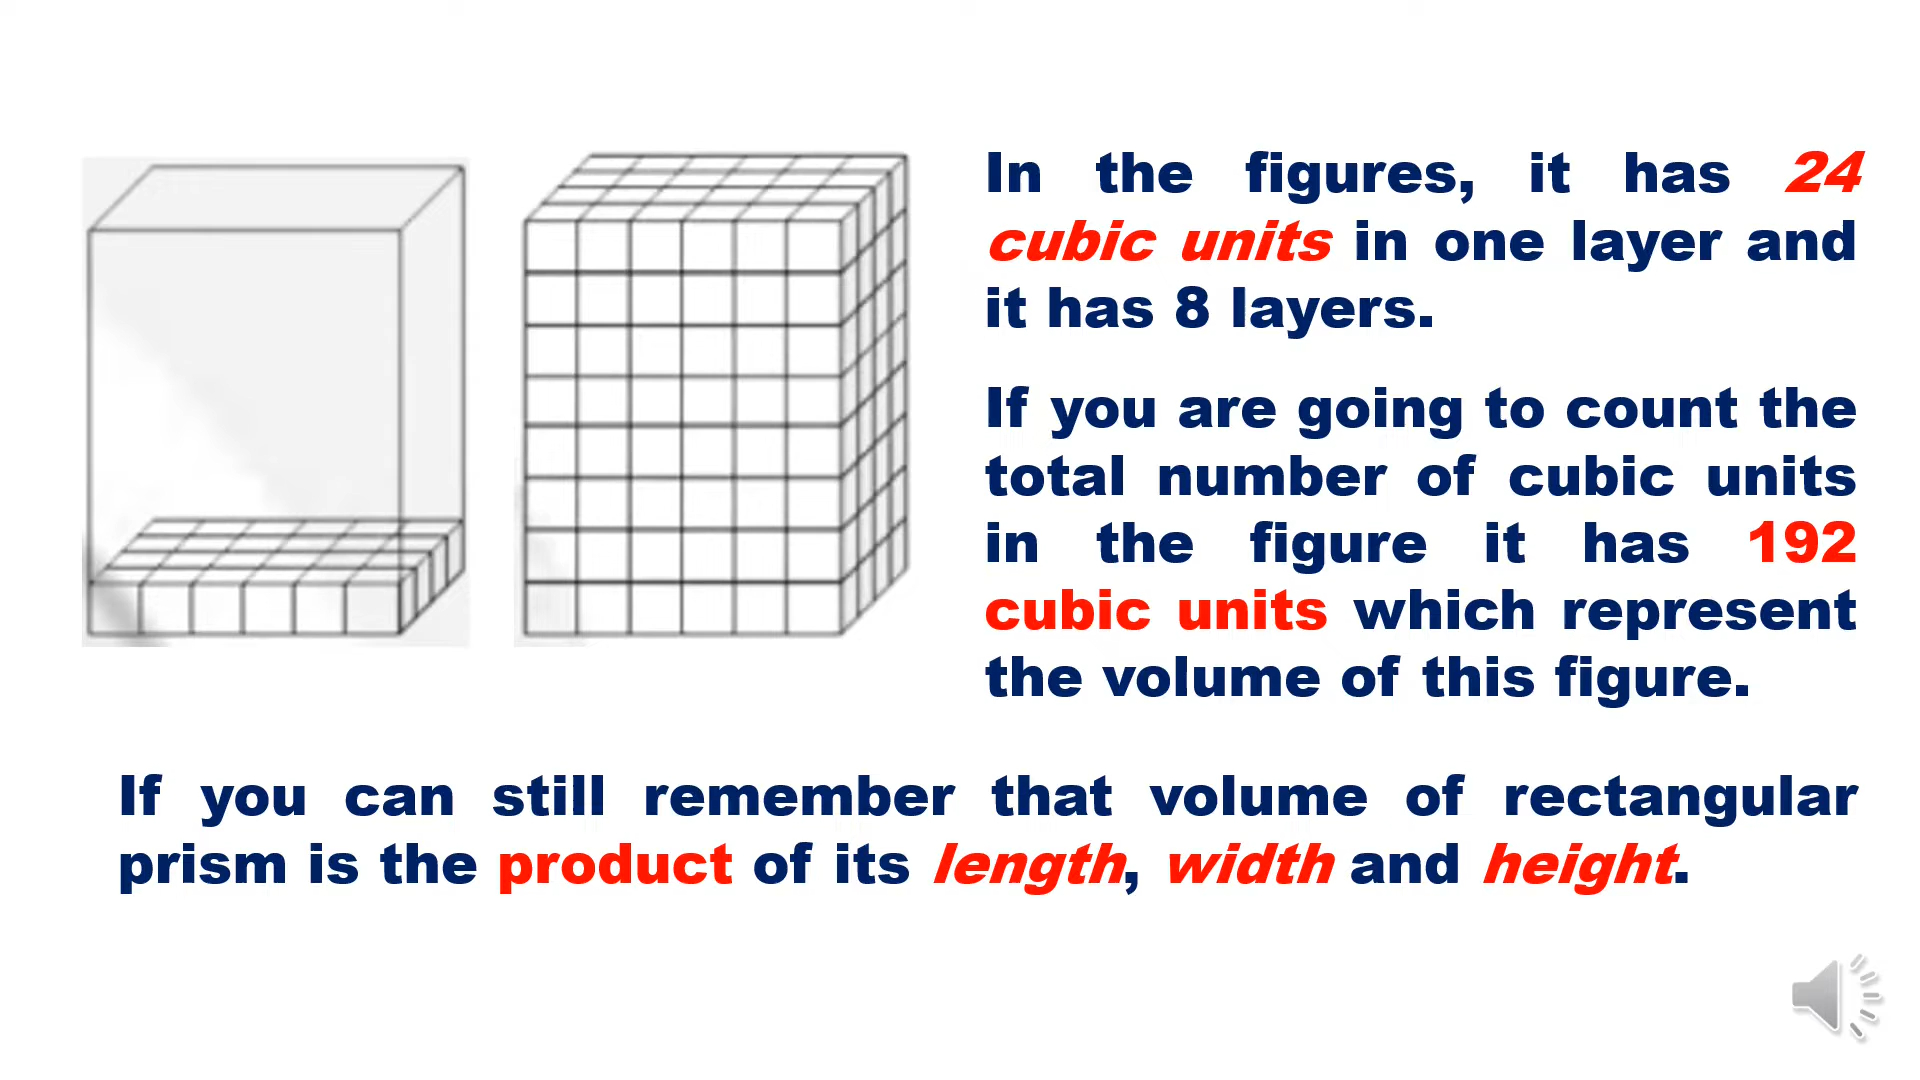 In the figures, it has 24
cubic units in one layer and
it has 8 layers.
If you are going to count the
total number of cubic units
in the figure it has 192
cubic units which represent
the volume of this figure.
If you can still remember that volume of rectangular
prism is the product of its length, width and height.